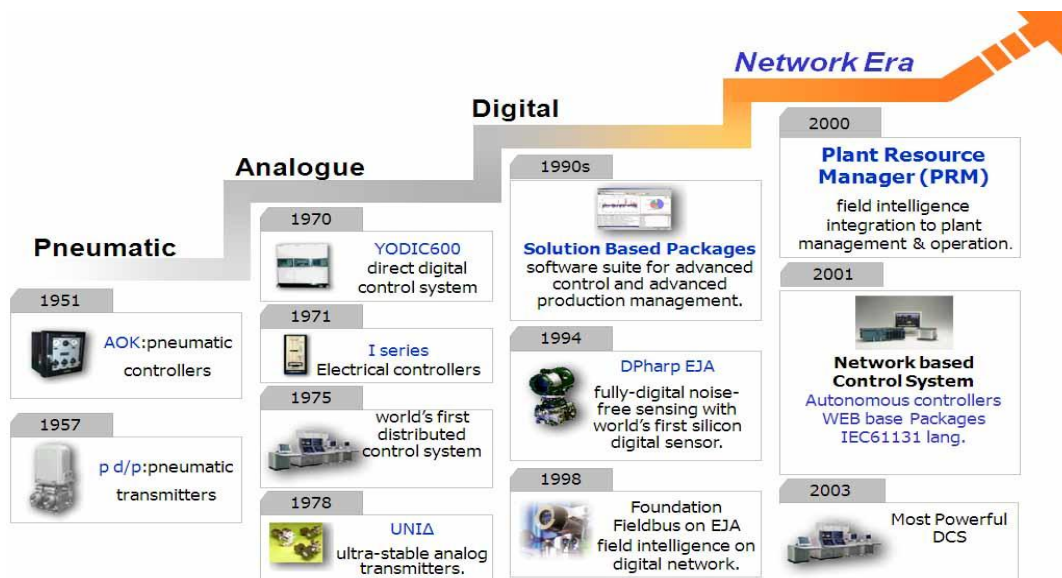 Network Era
Digital
Analogue
Pneumatic
1951
AOK:pneumatic
controllers
1957
p d/p:pneumatic
transmitters
1970
YODIC600
direct digital
control system
1971
I series
Electrical controllers
1975
world's first
distributed
control system
1978
UNIΔ
ultra-stable analog
transmitters.
1990s
Solution Based Packages
software suite for advanced
control and advanced
production management.
1994
DPharp EJA
fully-digital noise-
free sensing with
world's first silicon
digital sensor.
1998
Foundation
Fieldbus on EJA
field intelligence on
digital network.
2000
Plant Resource
Manager (PRM)
field intelligence
integration to plant
management & operation.
2001
Network based
Control System
Autonomous controllers
WEB base Packages
IEC61131 lang.
2003
Most Powerful
DCS